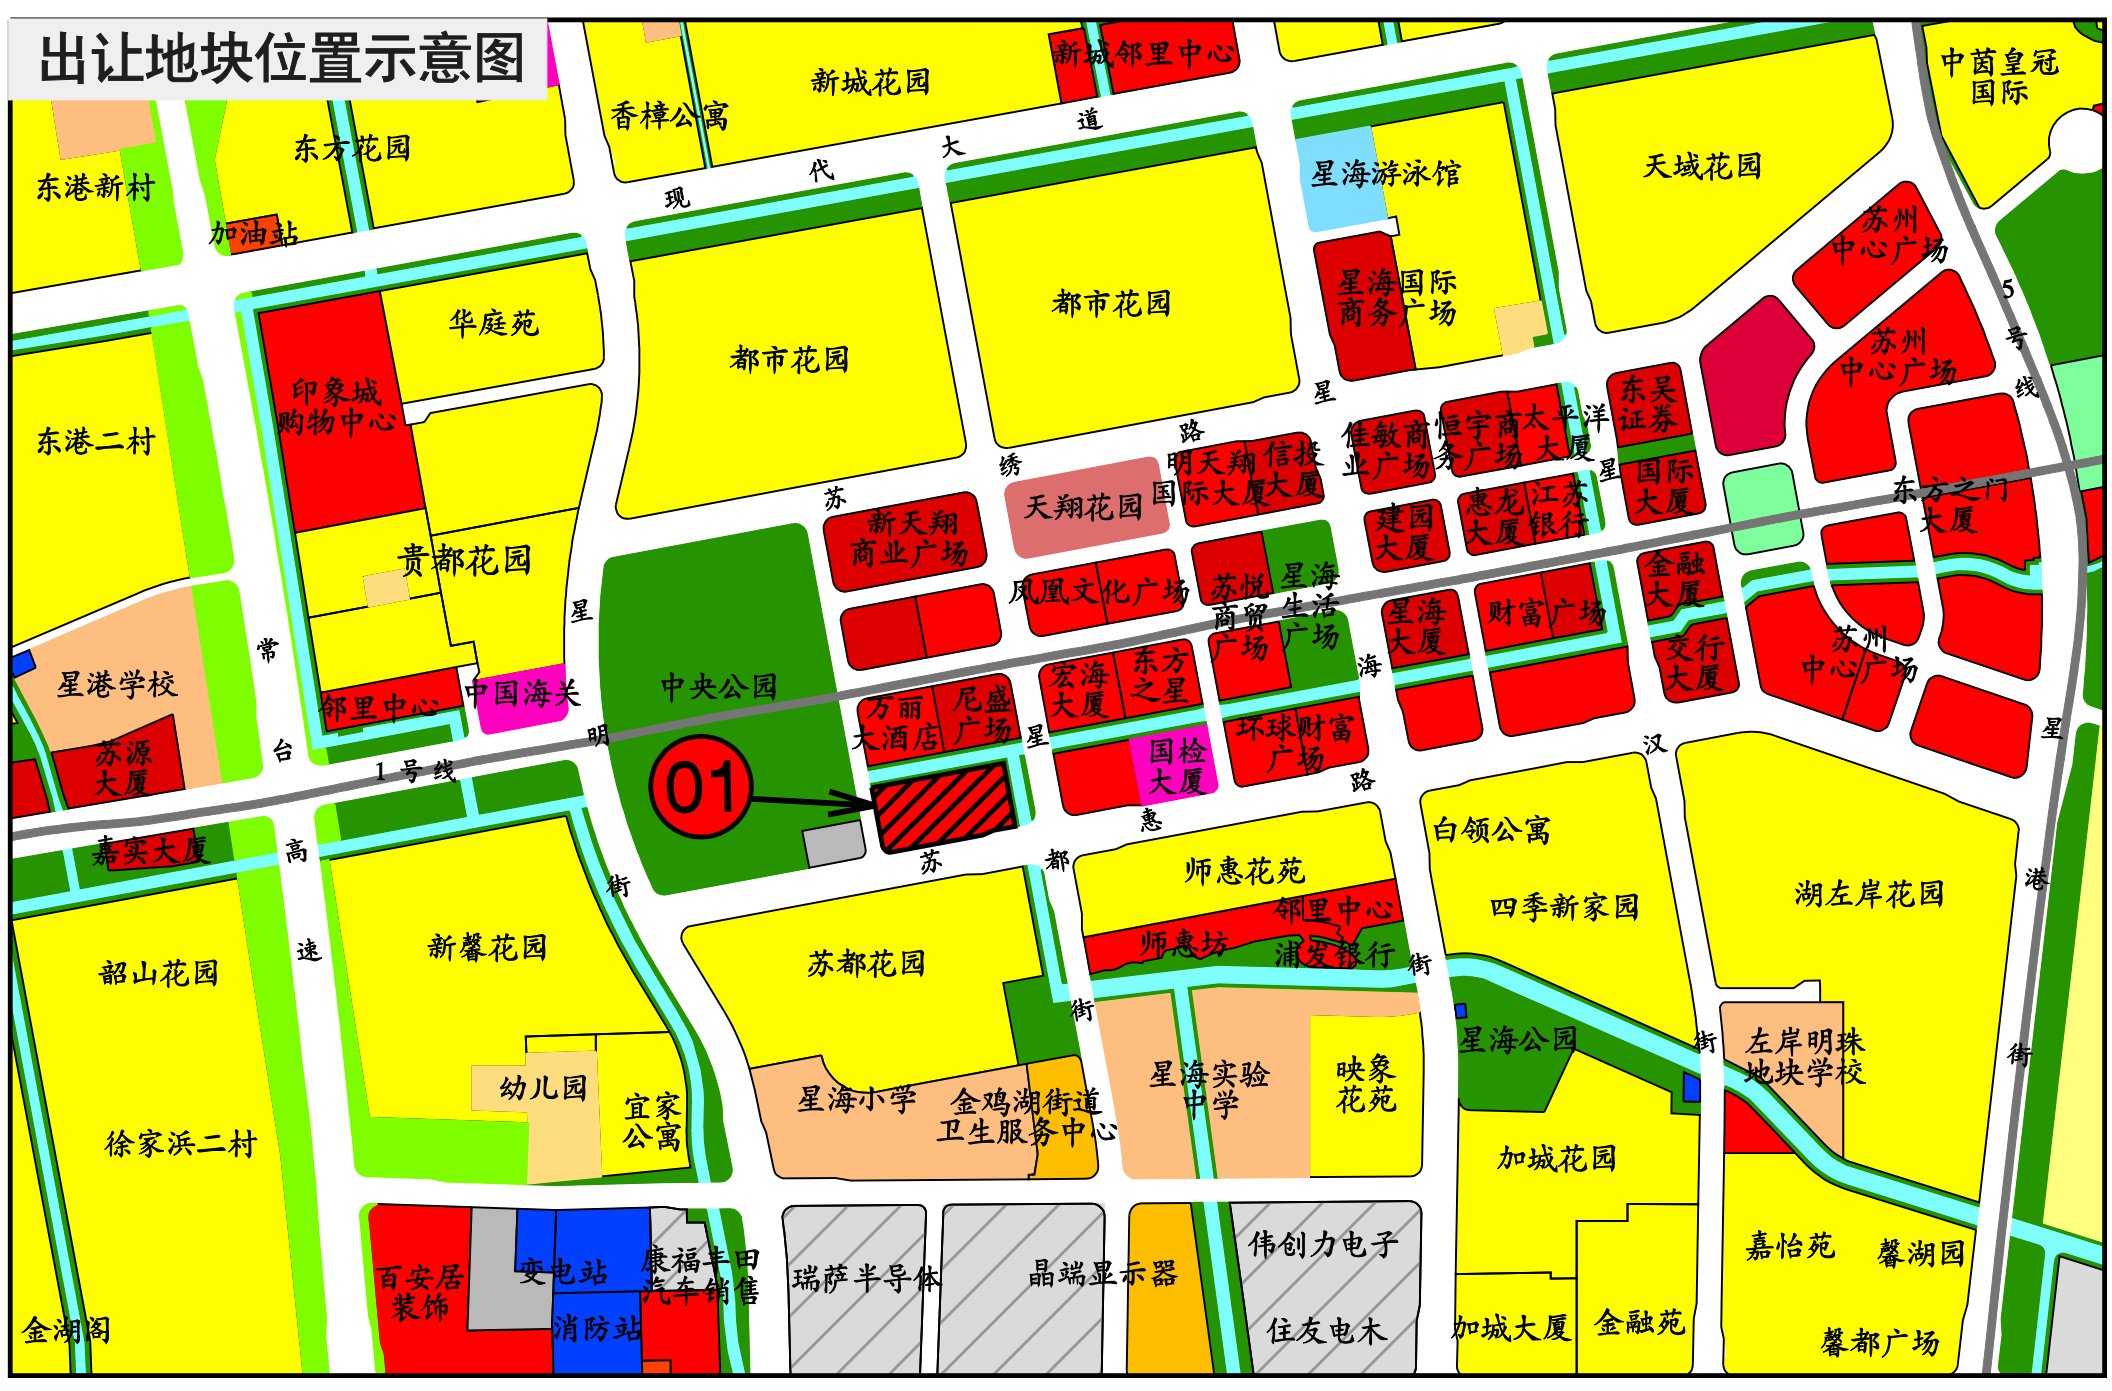 出让地块位置示意图
新城邻里中心
中茵皇冠
国际
新城花园
香樟公寓
道
大
代
现
东方花园
星海游泳馆
天域花园
东港新村
加油站
苏州
中心广场
5
号
线
华庭苑
都市花园
都市花园
星海国际
商务广场
苏州
中心广场
印象城
购物中心
东港二村
星
路
明
绣
苏
佳敏商
业广场
恒宇商
务广场
太平洋
大厦
东吴
证券
星
明天翔
国际大厦
信投
大厦
天翔花园
新天翔
商业广场
建园
大厦
惠龙
大厦
江苏
银行
国际
大厦
东方之门
大厦
贵都花园
凤凰文化广场
苏悦
商贸
广场
星海
生活
广场
金融
大厦
星
常
星海
大厦
财富广场
苏州
中心广场
交行
大厦
海
星港学校
邻里中心
中国海关
中央公园
宏海
大厦
东方
之星
万丽
大酒店
尼盛
广场
星
明
台
1号线
苏源
大厦
国检
大厦
环球财富
广场
汉
星
01
路
惠
嘉实大厦
高
苏
都
街
师惠花苑
白领公寓
邻里中心
四季新家园
湖左岸花园
港
师惠坊
浦发银行
街
新馨花园
速
苏都花园
韶山花园
街
星海公园
街
左岸明珠
地块学校
街
幼儿园
宜家
公寓
星海小学
金鸡湖街道
卫生服务中心
星海实验
中学
映象
花苑
徐家浜二村
加城花园
嘉怡苑
馨湖园
伟创力电子
百安居
装饰
变电站
康福丰田
汽车销售
瑞萨半导体
晶端显示器
金湖阁
消防站
住友电木
加城大厦
金融苑
馨都广场